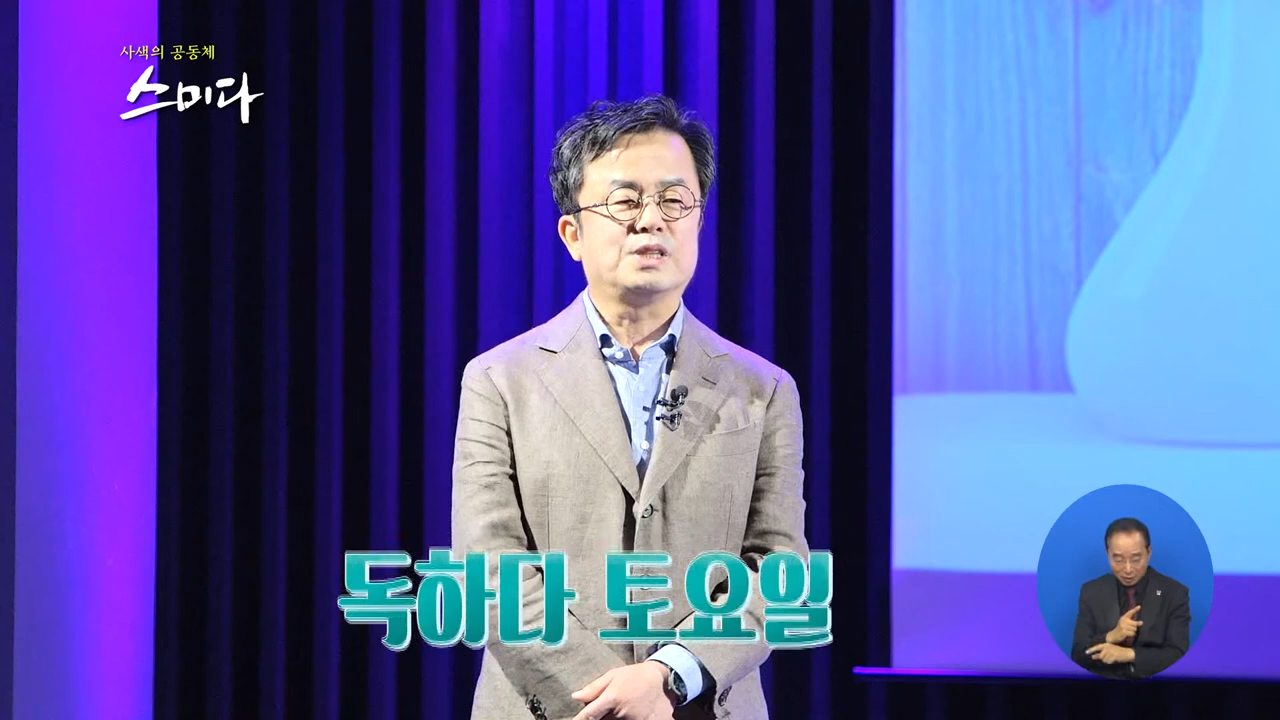 사색의 공동체
스미다
독하다 토요일